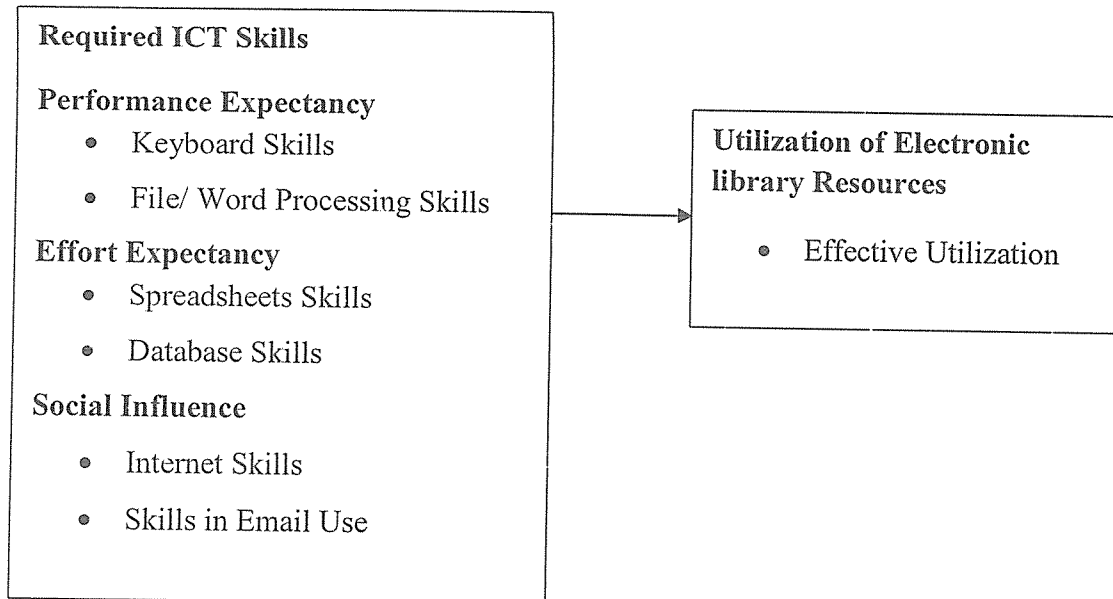 Required ICT Skills
Performance Expectancy
• Keyboard Skills
• File/ Word Processing Skills
Effort Expectancy
• Spreadsheets Skills
• Database Skills
Social Influence
• Internet Skills
• Skills in Email Use
Utilization of Electronic
library Resources
• Effective Utilization